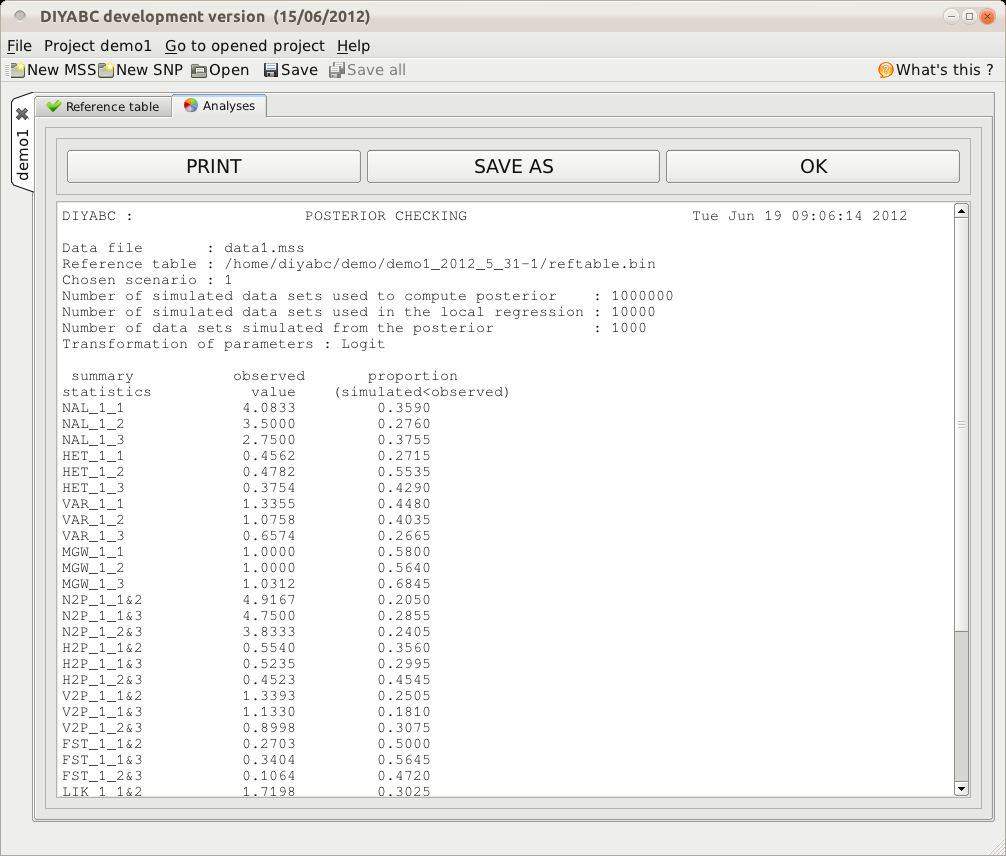 DIYABC development version (15/06/2012)
File Project demo1 Go to opened project Help
New MSS New SNP Open Save Save all What's this ?
Reference table Analyses
demo1
PRINT SAVE AS OK
DIYABC : POSTERIOR CHECKING Tue Jun 19 09:06:14 2012
Data file : data1.mss
Reference table : /home/diyabc/demo/demo1_2012_5_31-1/reftable.bin
Chosen scenario : 1
Number of simulated data sets used to compute posterior : 1000000
Number of simulated data sets used in the local regression : 10000
Number of data sets simulated from the posterior : 1000
Transformation of parameters : Logit
summary observed proportion
statistics value (simulated<observed)
NAL_1_1 4.0833 0.3590
NAL_1_2 3.5000 0.2760
NAL_1_3 2.7500 0.3755
HET_1_1 0.4562 0.2715
HET_1_2 0.4782 0.5535
HET_1_3 0.3754 0.4290
VAR_1_1 1.3355 0.4480
VAR_1_2 1.0758 0.4035
VAR_1_3 0.6574 0.2665
MGW_1_1 1.0000 0.5800
MGW_1_2 1.0000 0.5640
MGW_1_3 1.0312 0.6845
N2P_1_1&2 4.9167 0.2050
N2P_1_1&3 4.7500 0.2855
N2P_1_2&3 3.8333 0.2405
H2P_1_1&2 0.5540 0.3560
H2P_1_1&3 0.5235 0.2995
H2P_1_2&3 0.4523 0.4545
V2P_1_1&2 1.3393 0.2505
V2P_1_1&3 1.1330 0.1810
V2P_1_2&3 0.8998 0.3075
FST_1_1&2 0.2703 0.5000
FST_1_1&3 0.3404 0.5645
FST_1_2&3 0.1064 0.4720
LIK_1_1&2 1.7198 0.3025